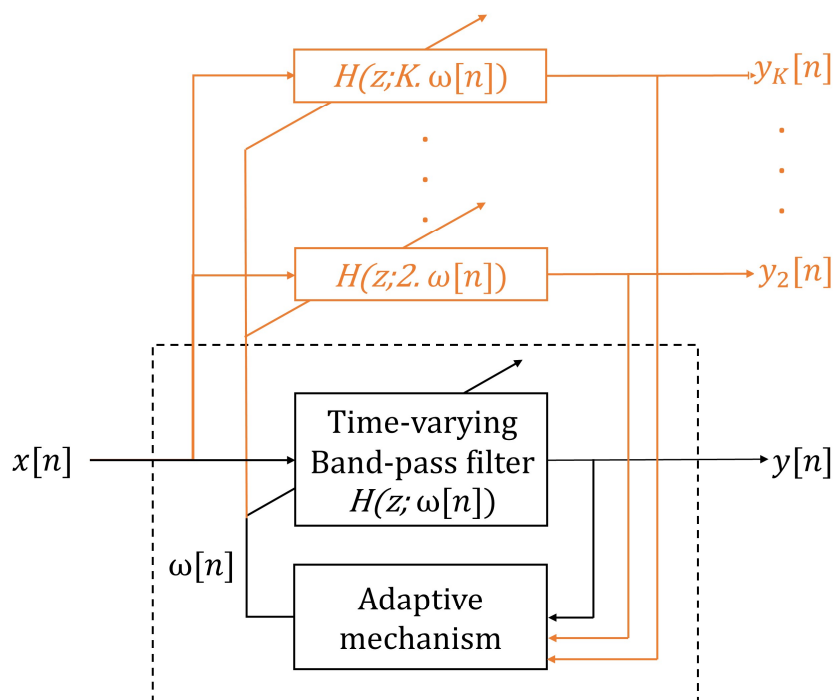 H(z;K. ω[n])
y_K[n]
H(z;2. ω[n])
y_2[n]
Time-varying
Band-pass filter
H(z; ω[n])
x[n]
y[n]
ω[n]
Adaptive
mechanism